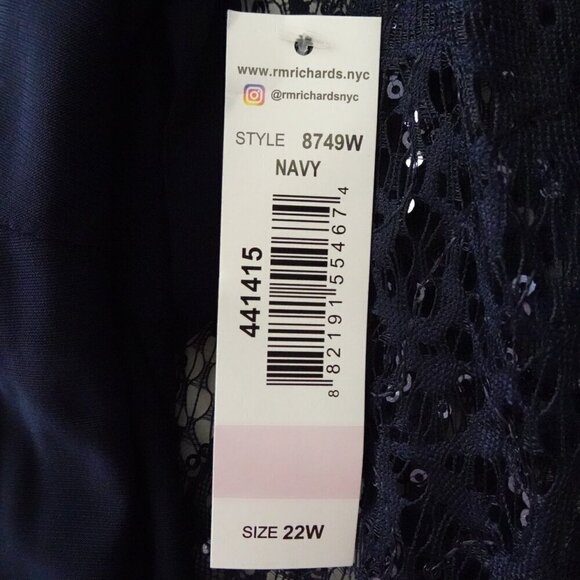 www.rmrichards.nyc
@rmrichardsnyc
STYLE 8749W
NAVY
441415
8 82191 55467 4
SIZE 22W